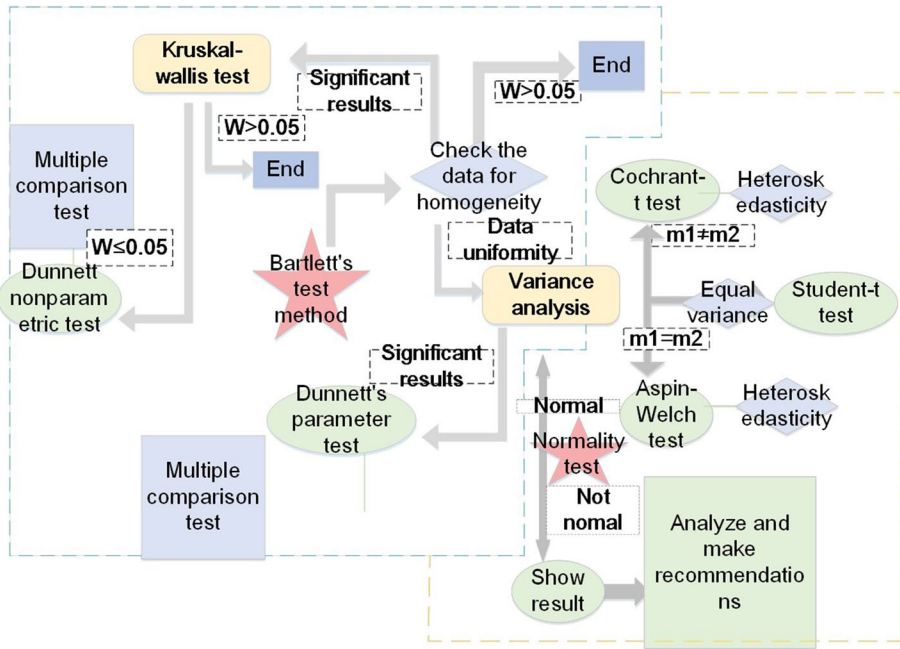 Kruskal-
wallis test
Significant
results
W>0.05
End
W>0.05
End
Multiple
comparison
test
Check the
data for
homogeneity
W≤0.05
Dunnett
nonparam
etric test
Bartlett's
test
method
Data
uniformity
Variance
analysis
Significant
results
Dunnett's
parameter
test
Multiple
comparison
test
Cochrant-
t test
Heterosk
edasticity
m1≠m2
Equal
variance
Student-t
test
m1=m2
Aspin-
Welch
test
Heterosk
edasticity
Normal
Normality
test
Not
nomal
Show
result
Analyze and
make
recommendatio
ns